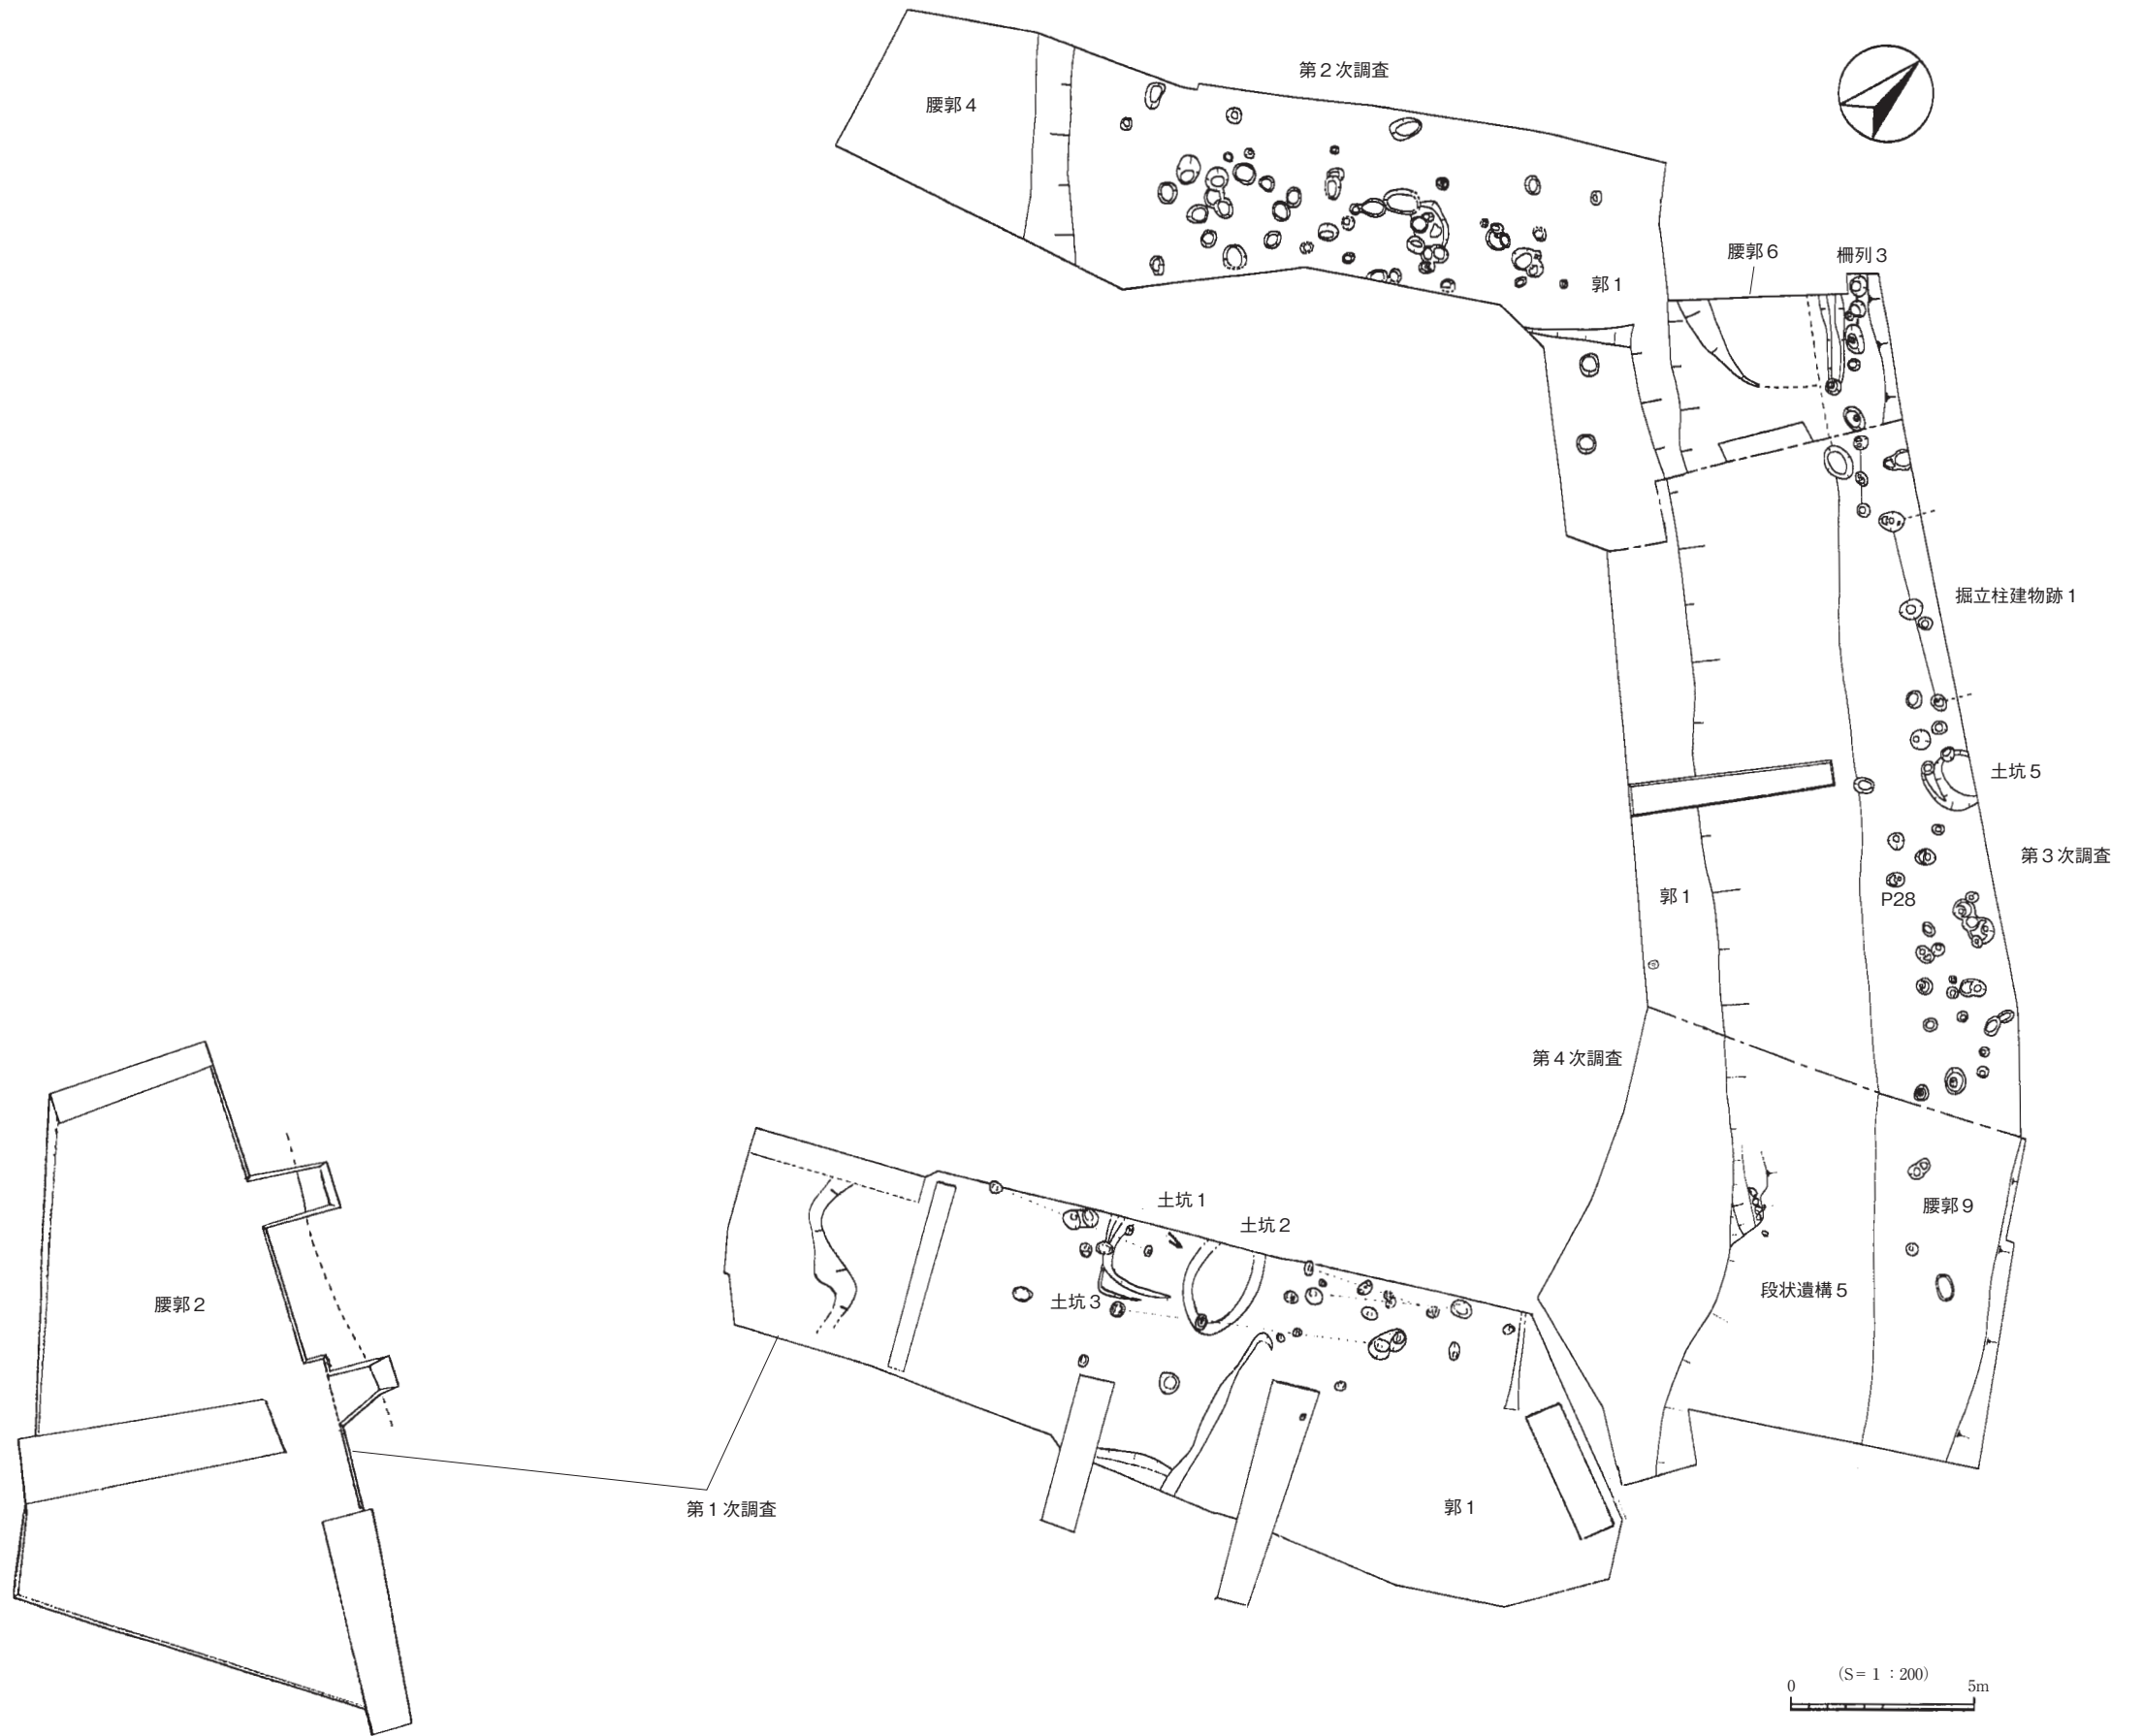 第２次調査
腰郭４
腰郭６
柵列３
郭１
掘立柱建物跡１
土坑５
第３次調査
郭１
P28
第４次調査
土坑１
腰郭９
土坑２
段状遺構５
土坑３
腰郭２
第１次調査
郭１
（S＝１：200）
0
5m